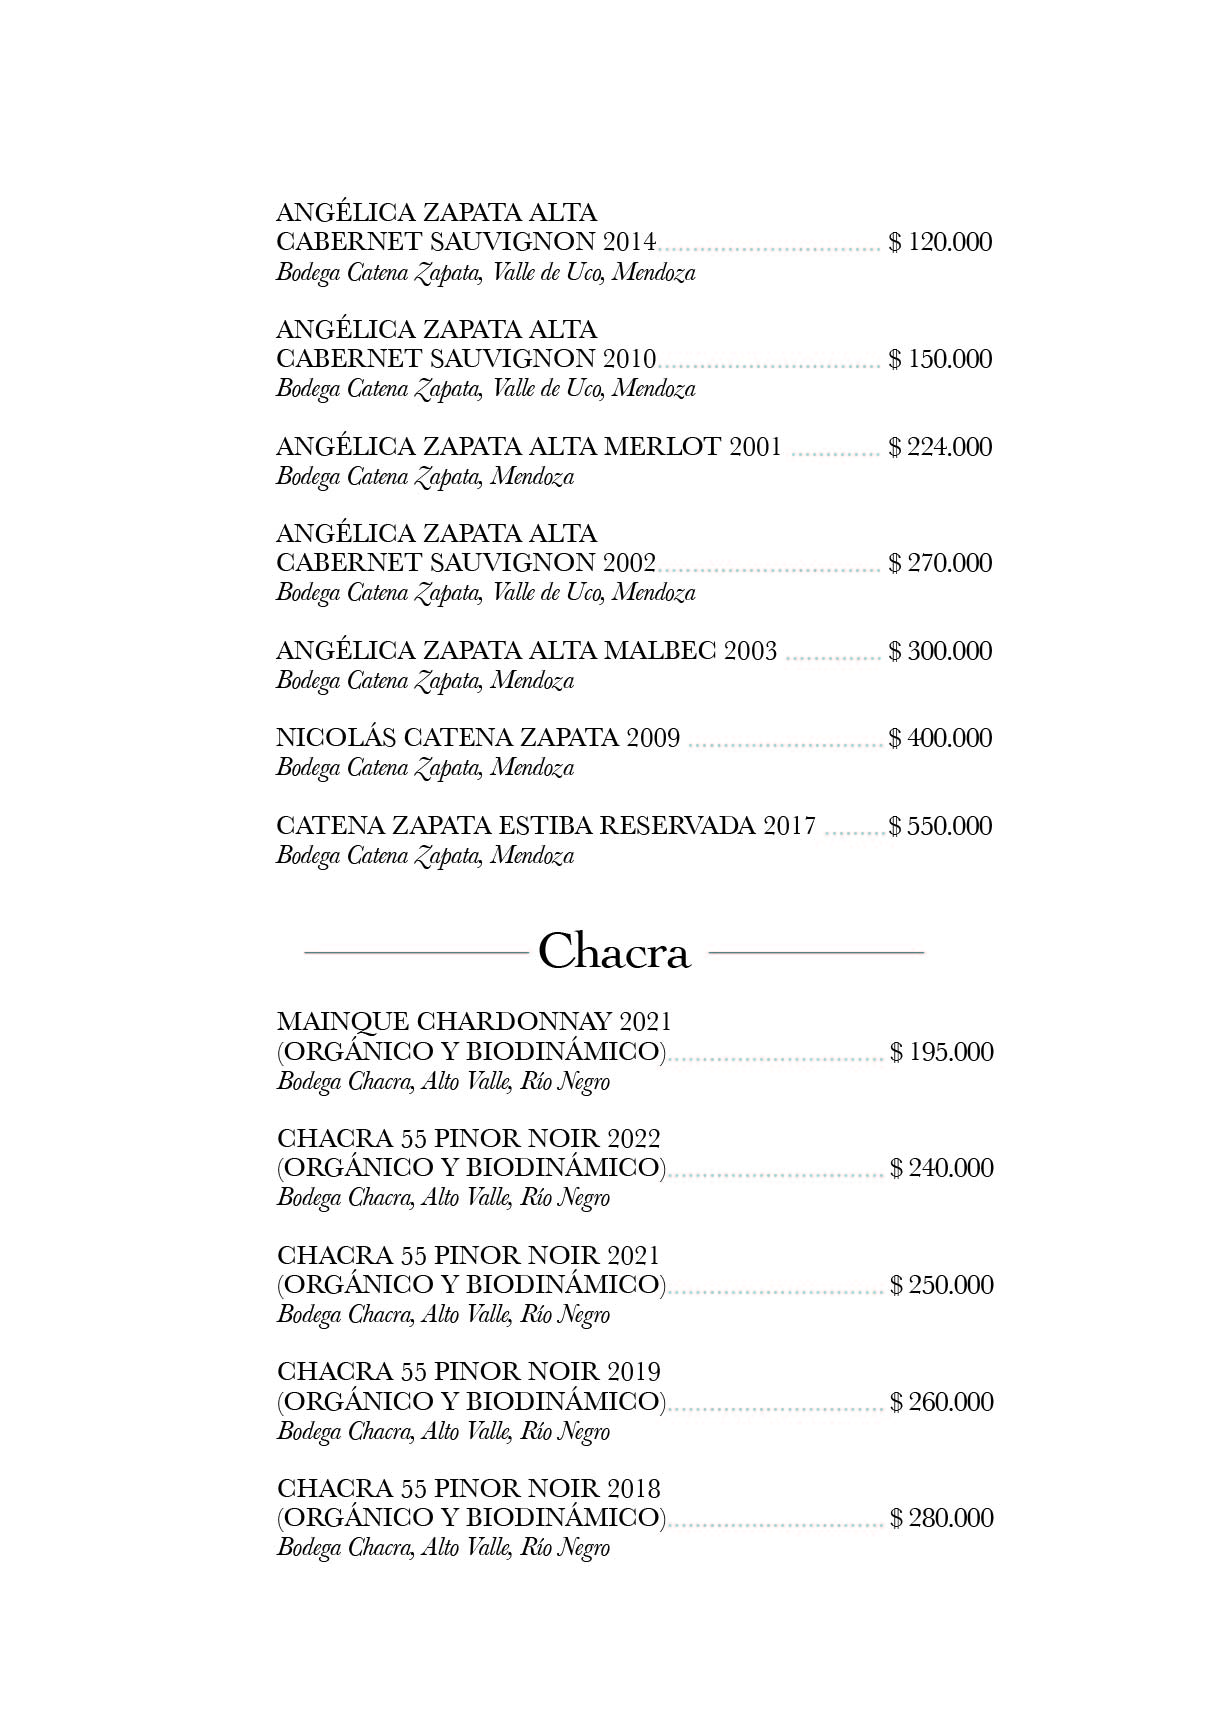 ANGÉLICA ZAPATA ALTA
CABERNET SAUVIGNON 2014................................ $ 120.000
Bodega Catena Zapata, Valle de Uco, Mendoza
ANGÉLICA ZAPATA ALTA
CABERNET SAUVIGNON 2010................................ $ 150.000
Bodega Catena Zapata, Valle de Uco, Mendoza
ANGÉLICA ZAPATA ALTA MERLOT 2001 ............. $ 224.000
Bodega Catena Zapata, Mendoza
ANGÉLICA ZAPATA ALTA
CABERNET SAUVIGNON 2002................................ $ 270.000
Bodega Catena Zapata, Valle de Uco, Mendoza
ANGÉLICA ZAPATA ALTA MALBEC 2003 .............. $ 300.000
Bodega Catena Zapata, Mendoza
NICOLÁS CATENA ZAPATA 2009 ............................ $ 400.000
Bodega Catena Zapata, Mendoza
CATENA ZAPATA ESTIBA RESERVADA 2017 ......... $ 550.000
Bodega Catena Zapata, Mendoza
Chacra
MAINQUE CHARDONNAY 2021
(ORGÁNICO Y BIODINÁMICO)............................... $ 195.000
Bodega Chacra, Alto Valle, Río Negro
CHACRA 55 PINOR NOIR 2022
(ORGÁNICO Y BIODINÁMICO)............................... $ 240.000
Bodega Chacra, Alto Valle, Río Negro
CHACRA 55 PINOR NOIR 2021
(ORGÁNICO Y BIODINÁMICO)............................... $ 250.000
Bodega Chacra, Alto Valle, Río Negro
CHACRA 55 PINOR NOIR 2019
(ORGÁNICO Y BIODINÁMICO)............................... $ 260.000
Bodega Chacra, Alto Valle, Río Negro
CHACRA 55 PINOR NOIR 2018
(ORGÁNICO Y BIODINÁMICO)............................... $ 280.000
Bodega Chacra, Alto Valle, Río Negro